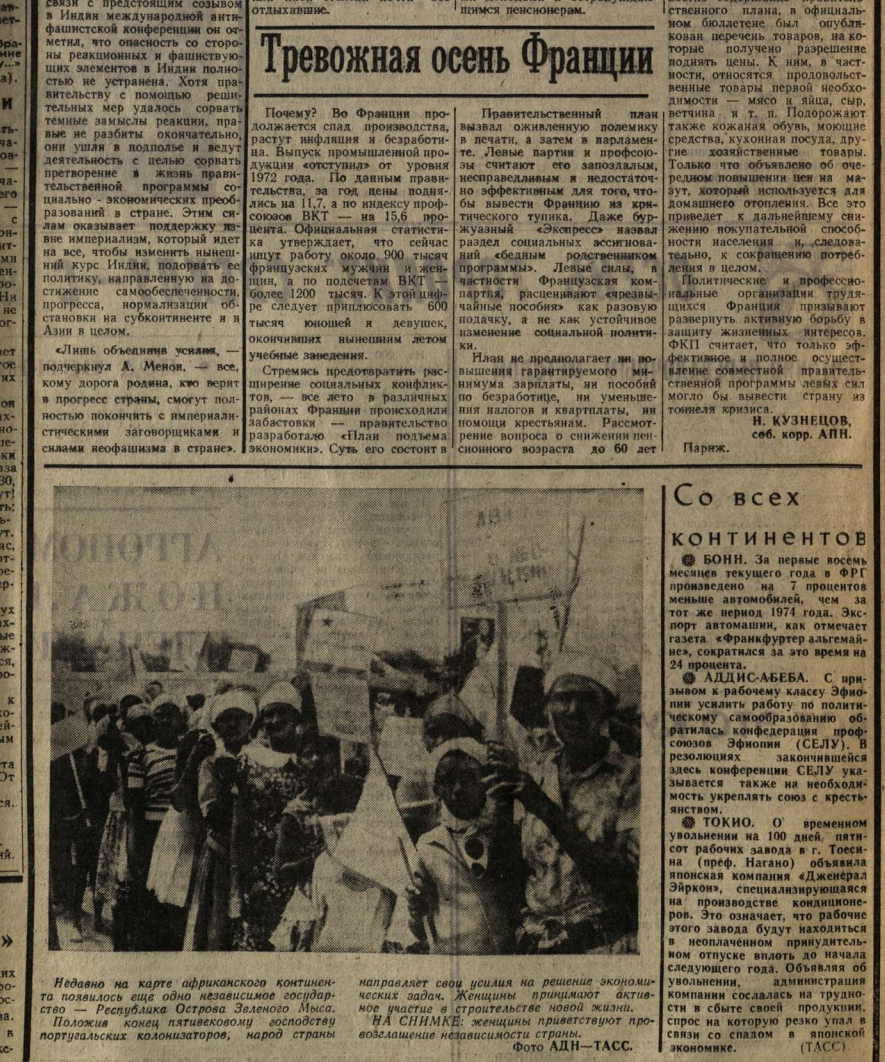 связи с предстоящим созывом
в Индии международной анти-
фашистской конференции он от-
метил, что опасность со сторо-
ны реакционных и фашиствую-
щих элементов в Индии полно-
стью не устранена. Хотя пра-
вительству с помощью реши-
тельных мер удалось сорвать
тёмные замыслы реакции, пра-
вые не разбиты окончательно,
они ушли в подполье и ведут
деятельность с целью сорвать
претворение в жизнь прави-
тельственной программы со-
циально - экономических преоб-
разований в стране. Этим си-
лам оказывает поддержку из-
вне империализм, который идет
на все, чтобы изменить нынеш-
ний курс Индии, подорвать ее
политику, направленную на до-
стижение самообеспеченности,
прогресса, нормализации об-
становки на субконтиненте и в
Азии в целом.
«Лишь объединив усилия, —
подчеркнул А. Менон, — все,
кому дорога родина, кто верит
в прогресс страны, смогут пол-
ностью покончить с империали-
стическими заговорщиками и
силами неофашизма в стране».
отдыхавшие.
щимся пенсионерам.
Тревожная осень Франции
Почему? Во Франции про-
должается спад производства,
растут инфляция и безработи-
ца. Выпуск промышленной про-
дукции «отступил» от уровня
1972 года. По данным прави-
тельства, за год цены подня-
лись на 11,7, а по индексу проф-
союзов ВКТ — на 15,6 про-
цента. Официальная статисти-
ка утверждает, что сейчас
ищут работу около 900 тысяч
французских мужчин и жен-
щин, а по подсчетам ВКТ —
более 1200 тысяч. К этой циф-
ре следует приплюсовать 600
тысяч юношей и девушек,
окончивших нынешним летом
учебные заведения.
Стремясь предотвратить рас-
ширение социальных конфлик-
тов, — все лето в различных
районах Франции происходили
забастовки — правительство
разработало «План подъема
экономики». Суть его состоит в
Правительственный план
вызвал оживленную полемику
в печати, а затем в парламен-
те. Левые партии и профсою-
зы считают его запоздалым,
несправедливым и недостаточ-
но эффективным для того, что-
бы вывести Францию из кри-
тического тупика. Даже бур-
жуазный «Экспресс» назвал
раздел социальных ассигнова-
ний «бедным родственником
программы». Левые силы, в
частности Французская ком-
партия, расценивают «чрезвы-
чайные пособия» как разовую
подачку, а не как устойчивое
изменение социальной полити-
ки.
План не предполагает ни по-
вышения гарантируемого ми-
нимума зарплаты, ни пособий
по безработице, ни уменьше-
ния налогов и квартплаты, ни
помощи крестьянам. Рассмот-
рение вопроса о снижении пен-
сионного возраста до 60 лет
ственного плана, в официаль-
ном бюллетене был опубли-
кован перечень товаров, на ко-
торые получено разрешение
поднять цены. К ним, в част-
ности, относятся продовольст-
венные товары первой необхо-
димости — мясо и яйца, сыр,
ветчина и т. п. Подорожают
также кожаная обувь, моющие
средства, кухонная посуда, дру-
гие хозяйственные товары.
Только что объявлено об оче-
редном повышении цен на ма-
зут, который используется для
домашнего отопления. Все это
приведет к дальнейшему сни-
жению покупательной способ-
ности населения и, следова-
тельно, к сокращению потреб-
ления в целом.
Политические и профессио-
нальные организации трудя-
щихся Франции призывают
развернуть активную борьбу в
защиту жизненных интересов.
ФКП считает, что только эф-
фективное и полное осущест-
вление совместной правитель-
ственной программы левых сил
могло бы вывести страну из
тоннеля кризиса.
Н. КУЗНЕЦОВ,
соб. корр. АПН.
Париж.
Со всех
континентов
БОНН. За первые восемь
месяцев текущего года в ФРГ
произведено на 7 процентов
меньше автомобилей, чем за
тот же период 1974 года. Экс-
порт автомашин, как отмечает
газета «Франкфуртер альгемай-
не», сократился за это время на
24 процента.
АДДИС-АБЕБА. С при-
зывом к рабочему классу Эфио-
пии усилить работу по полити-
ческому самообразованию об-
ратилась конфедерация проф-
союзов Эфиопии (СЕЛУ). В
резолюциях закончившейся
здесь конференции СЕЛУ ука-
зывается также на необходи-
мость укреплять союз с кресть-
янством.
ТОКИО. О временном
увольнении на 100 дней пяти-
сот рабочих завода в г. Тоеси-
на (преф. Нагано) объявила
японская компания «Дженерал
Эйркон», специализирующаяся
на производстве кондиционе-
ров. Это означает, что рабочие
этого завода будут находиться
в неоплаченном принудитель-
ном отпуске вплоть до начала
следующего года. Объявляя об
увольнении, администрация
компании сослалась на трудно-
сти в сбыте своей продукции,
спрос на которую резко упал в
связи со спадом в японской
экономике. (ТАСС).
Недавно на карте африканского континен-
та появилось еще одно независимое государ-
ство — Республика Острова Зеленого Мыса.
Положив конец пятивековому господству
португальских колонизаторов, народ страны
направляет свои усилия на решение экономи-
ческих задач. Женщины принимают актив-
ное участие в строительстве новой жизни.
НА СНИМКЕ: женщины приветствуют про-
возглашение независимости страны.
Фото АДН—ТАСС.